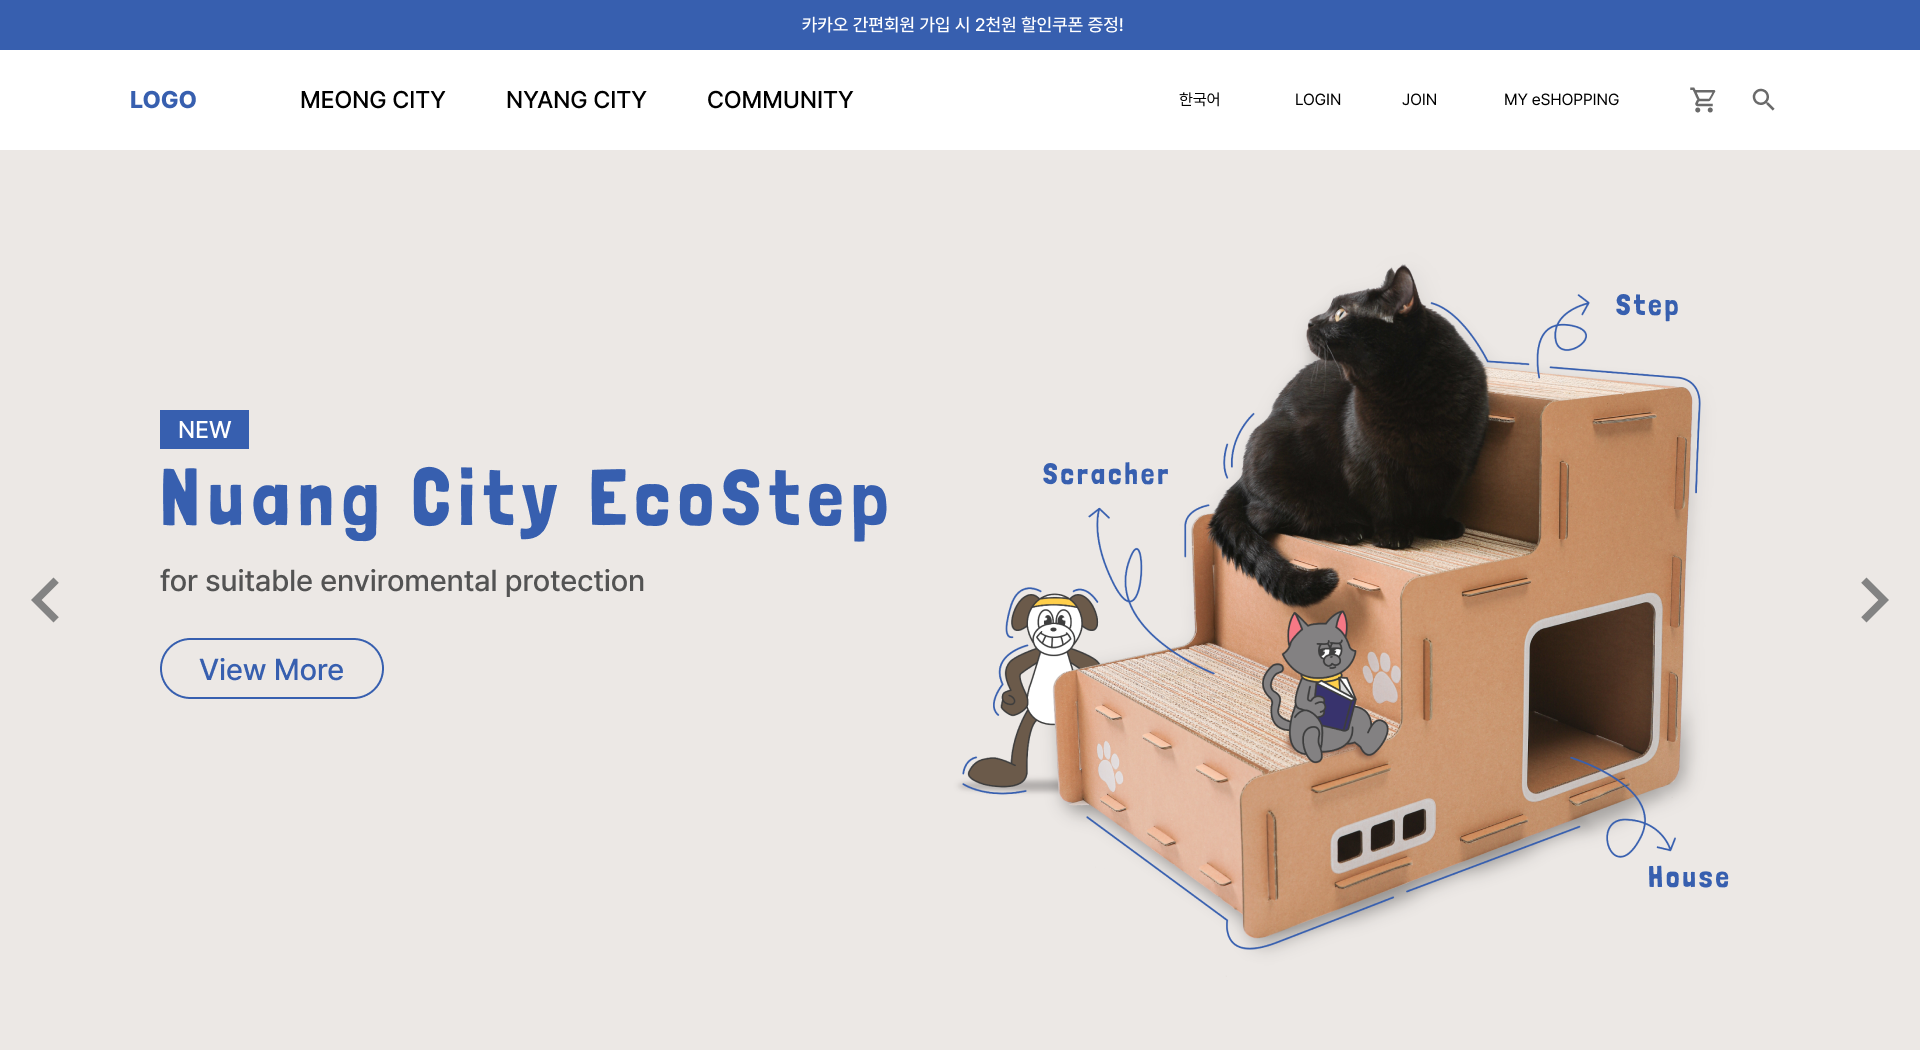 카카오 간편회원 가입 시 2천원 할인쿠폰 증정!
LOGO MEONG CITY NYANG CITY COMMUNITY 한국어 LOGIN JOIN MY eSHOPPING
Step
NEW
Scracher
Nuang City EcoStep
for suitable enviromental protection
View More
House